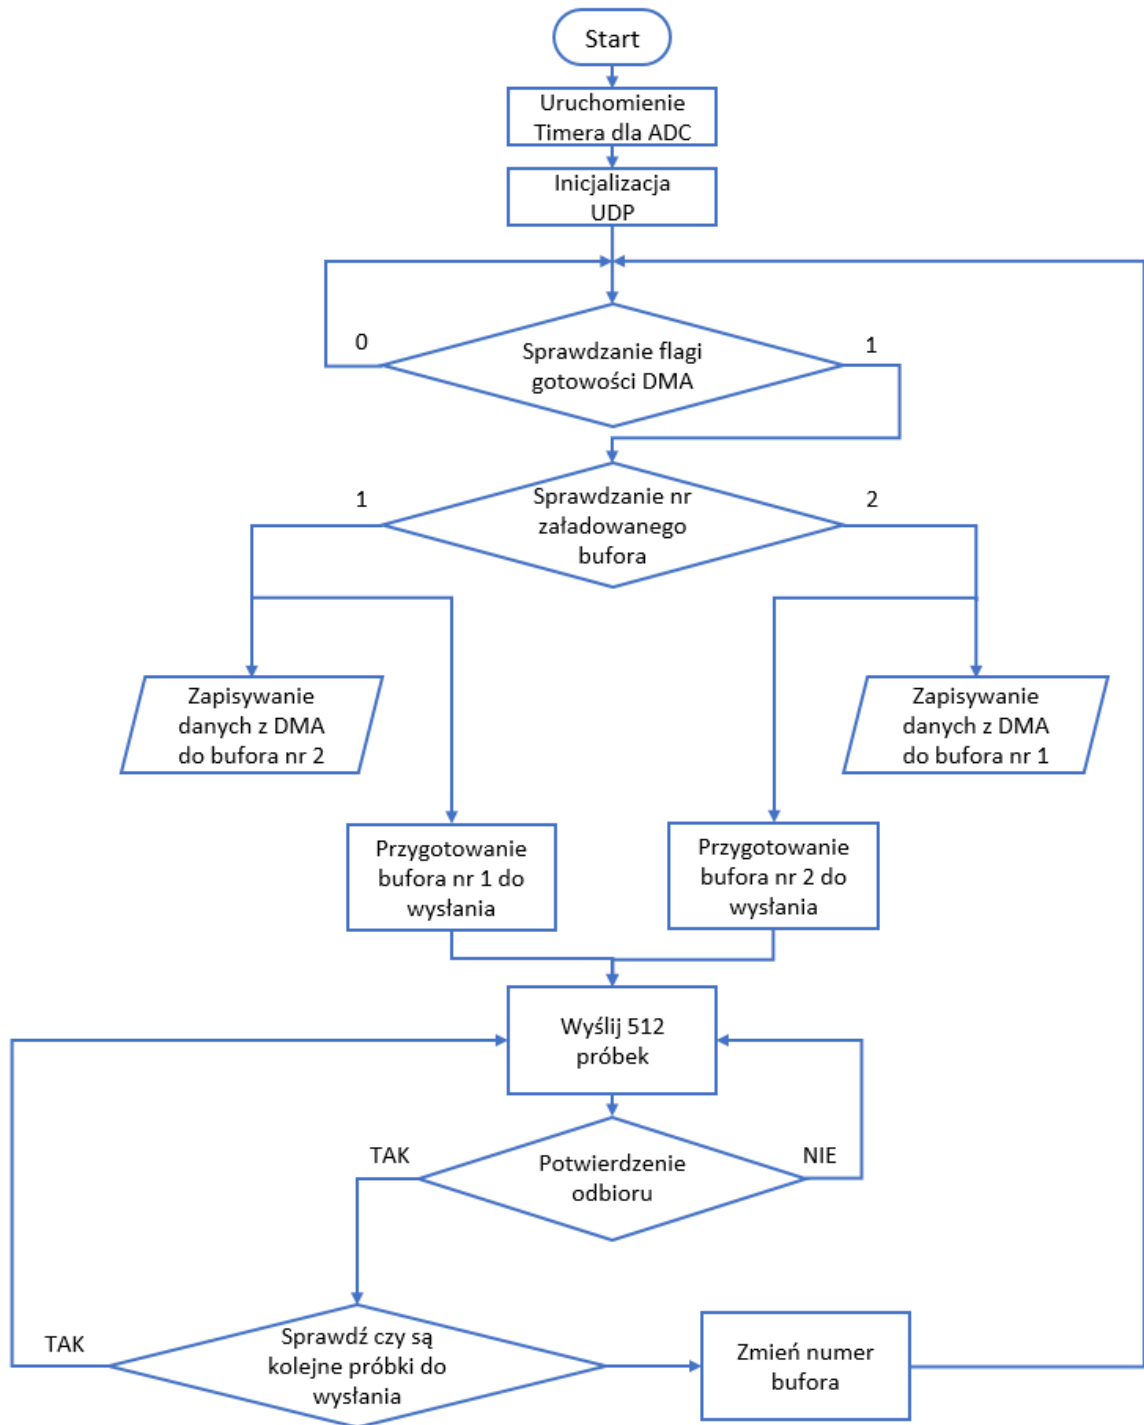 Start
Uruchomienie
Timera dla ADC
Inicjalizacja
UDP
0
Sprawdzanie flagi
gotowości DMA
1
1
Sprawdzanie nr
załadowanego
bufora
2
Zapisywanie
danych z DMA
do bufora nr 2
Zapisywanie
danych z DMA
do bufora nr 1
Przygotowanie
bufora nr 1 do
wysłania
Przygotowanie
bufora nr 2 do
wysłania
Wyślij 512
próbek
TAK
Potwierdzenie
odbioru
NIE
TAK
Sprawdź czy są
kolejne próbki do
wysłania
Zmień numer
bufora